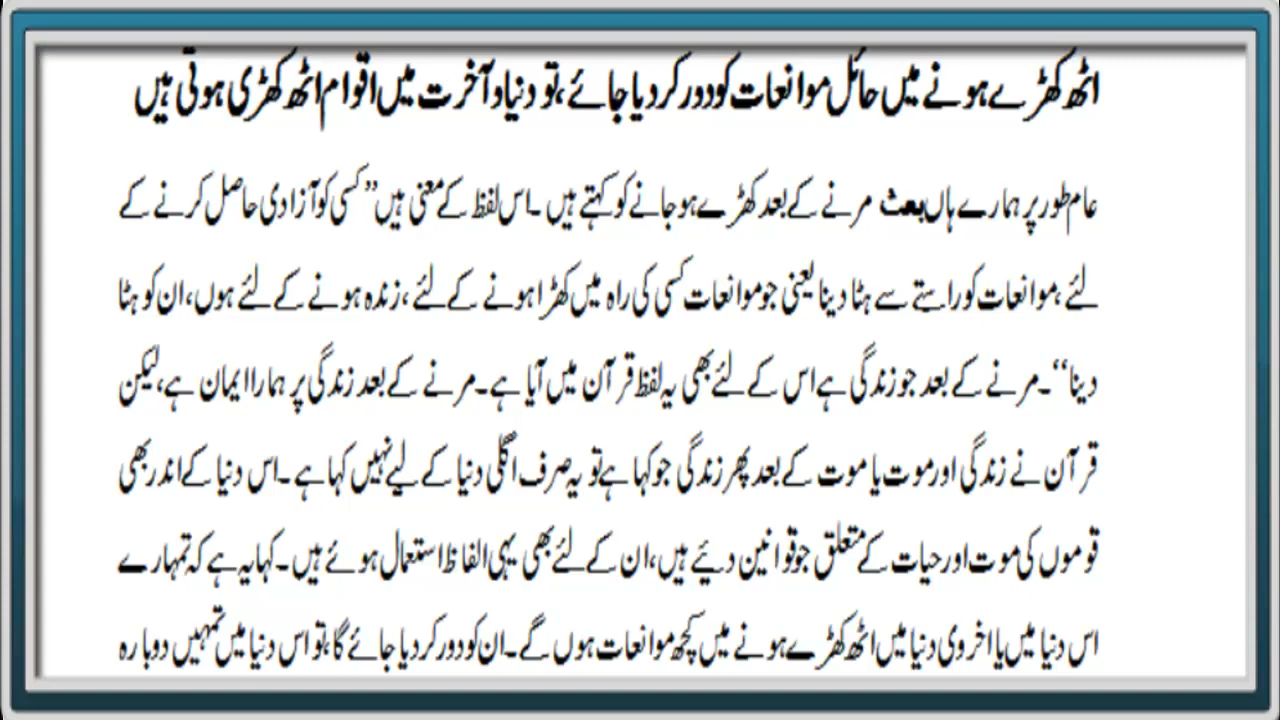 اٹھ کھڑے ہونے میں حائل موانعات کو دور کر دیا جائے، تو دنیا و آخرت میں اقوام اٹھ کھڑی ہوتی ہیں
عام طور پر ہمارے ہاں بعث مرنے کے بعد کھڑے ہو جانے کو کہتے ہیں۔ اس لفظ کے معنی ہیں ”کسی کو آزادی حاصل کرنے کے
لئے، موانعات کو راستے سے ہٹا دینا یعنی جو موانعات کسی کی راہ میں کھڑا ہونے کے لئے، زندہ ہونے کے لئے ہوں، ان کو ہٹا
دینا“۔ مرنے کے بعد جو زندگی ہے اس کے لئے بھی یہ لفظ قرآن میں آیا ہے۔ مرنے کے بعد زندگی پر ہمارا ایمان ہے، لیکن
قرآن نے زندگی اور موت یا موت کے بعد پھر زندگی جو کہا ہے تو یہ صرف اگلی دنیا کے لیے نہیں کہا ہے۔ اس دنیا کے اندر بھی
قوموں کی موت اور حیات کے متعلق جو قوانین دیئے ہیں، ان کے لئے بھی یہی الفاظ استعمال ہوئے ہیں۔ کہا یہ ہے کہ تمہارے
اس دنیا میں یا اخروی دنیا میں اٹھ کھڑے ہونے میں کچھ موانعات ہوں گے۔ ان کو دور کر دیا جائے گا، تو اس دنیا میں تمہیں دوبارہ